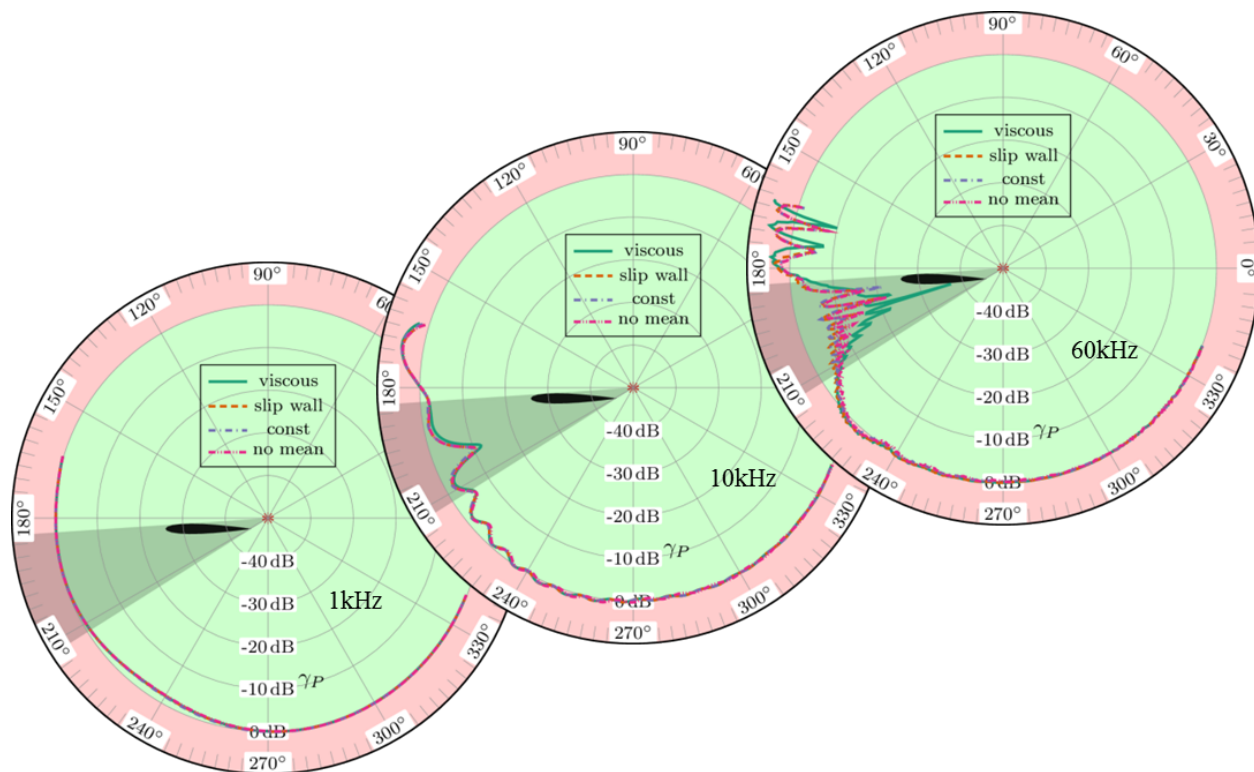 90°
120°
60°
150°
30°
viscous
slip wall
const
no mean
180°
0°
-40 dB
-30 dB
60kHz
210°
-20 dB
330°
-10 dB
γP
240°
0 dB
300°
270°
90°
120°
60
150°
viscous
slip wall
const
no mean
180°
-40 dB
-30 dB
10kHz
210°
-20 dB
330°
-10 dB
γP
240°
0 dB
300°
270°
90°
120°
60
150°
viscous
slip wall
const
no mean
180°
-40 dB
-30 dB
1kHz
210°
-20 dB
330°
-10 dB
γP
240°
0 dB
300°
270°